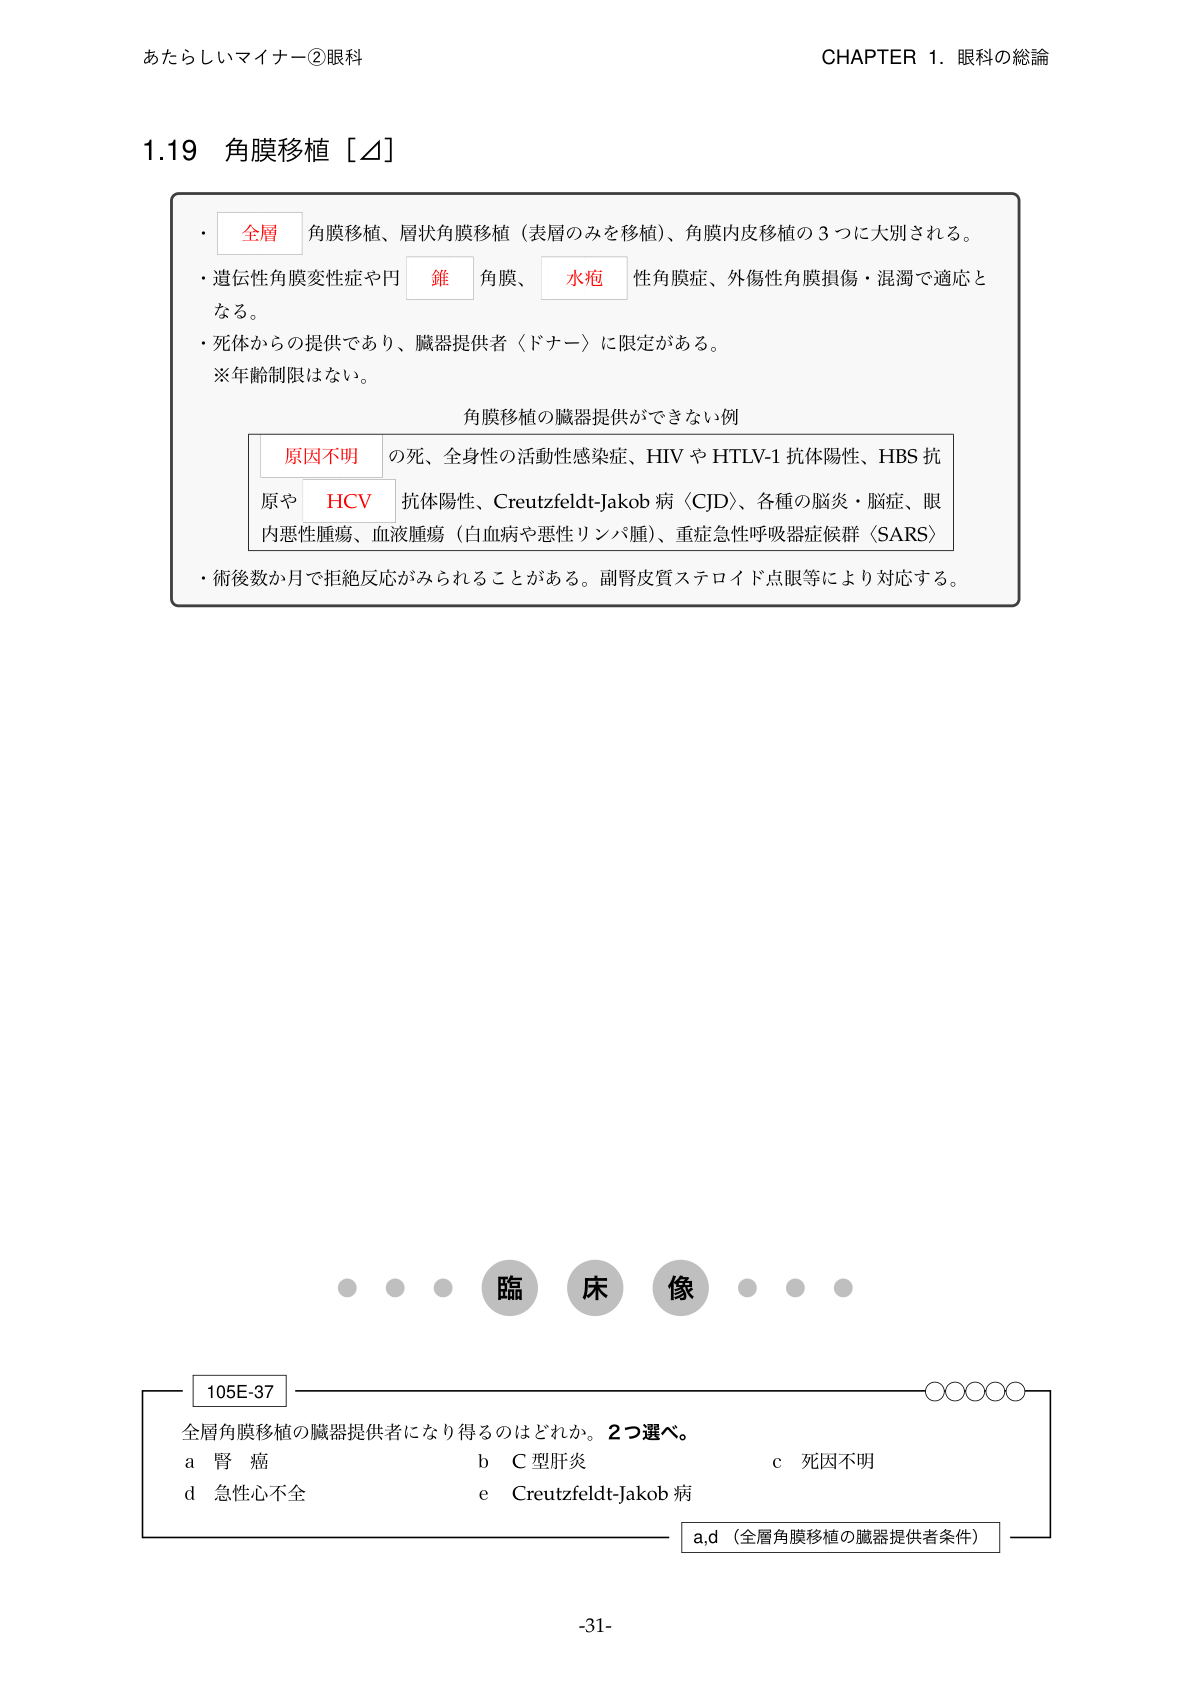 あたらしいマイナー②眼科
CHAPTER 1. 眼科の総論
1.19 角膜移植［⊿］
・ 全層 角膜移植、層状角膜移植（表層のみを移植）、角膜内皮移植の 3 つに大別される。
・遺伝性角膜変性症や円 錐 角膜、 水疱 性角膜症、外傷性角膜損傷・混濁で適応と
なる。
・死体からの提供であり、臓器提供者〈ドナー〉に限定がある。
※年齢制限はない。
角膜移植の臓器提供ができない例
原因不明 の死、全身性の活動性感染症、HIV や HTLV-1 抗体陽性、HBS 抗
原や HCV 抗体陽性、Creutzfeldt-Jakob 病〈CJD〉、各種の脳炎・脳症、眼
内悪性腫瘍、血液腫瘍（白血病や悪性リンパ腫）、重症急性呼吸器症候群〈SARS〉
・術後数か月で拒絶反応がみられることがある。副腎皮質ステロイド点眼等により対応する。
臨 床 像
105E-37
全層角膜移植の臓器提供者になり得るのはどれか。2つ選べ。
a 腎 癌 b C 型肝炎 c 死因不明
d 急性心不全 e Creutzfeldt-Jakob 病
a,d （全層角膜移植の臓器提供者条件）
-31-